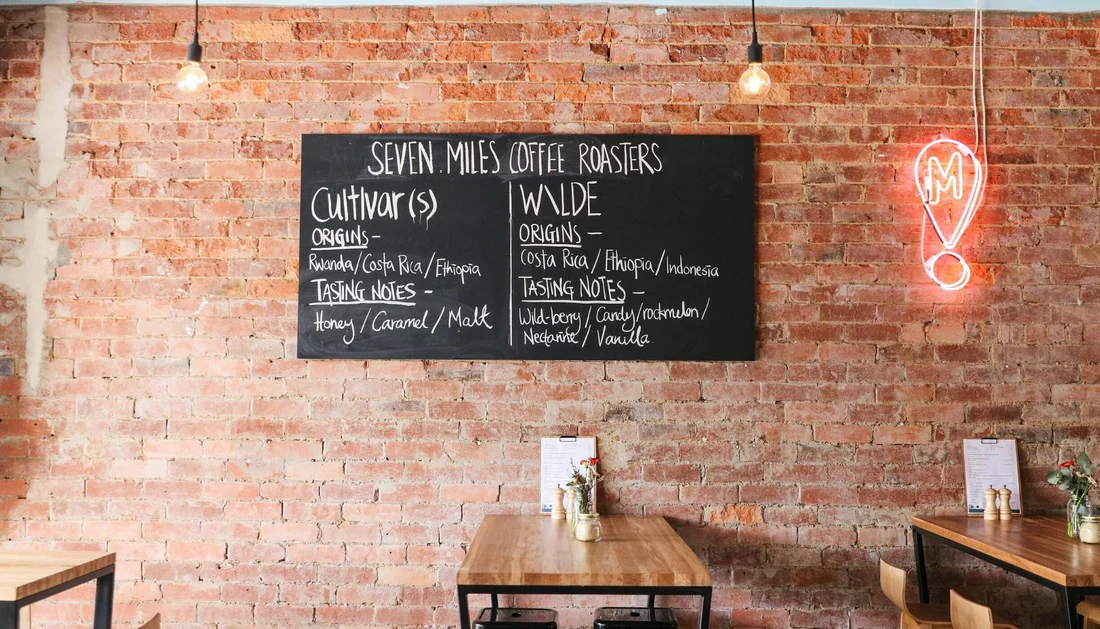 SEVEN MILES COFFEE ROASTERS
Cultivar(s)
ORIGINS –
Rwanda/Costa Rica/Ethiopia
TASTING NOTES –
Honey / Caramel / Malt
WILDE
ORIGINS –
Costa Rica/Ethiopia/Indonesia
TASTING NOTES –
Wild-berry/Candy/rockmelon/
Nectarine/Vanilla
M